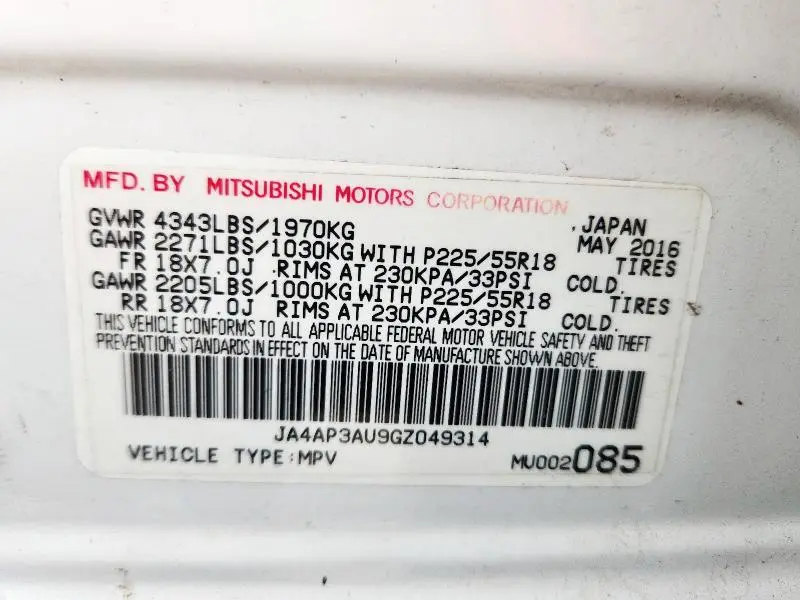 MFD. BY MITSUBISHI MOTORS CORPORATION
JAPAN
GVWR 4343LBS/1970KG MAY 2016
GAWR 2271LBS/1030KG WITH P225/55R18 TIRES
FR 18X7.0J RIMS AT 230KPA/33PSI COLD.
GAWR 2205LBS/1000KG WITH P225/55R18 TIRES
RR 18X7.0J RIMS AT 230KPA/33PSI COLD.
THIS VEHICLE CONFORMS TO ALL APPLICABLE FEDERAL MOTOR VEHICLE SAFETY AND THEFT
PREVENTION STANDARDS IN EFFECT ON THE DATE OF MANUFACTURE SHOWN ABOVE.
JA4AP3AU9GZ049314
VEHICLE TYPE:MPV MU002085